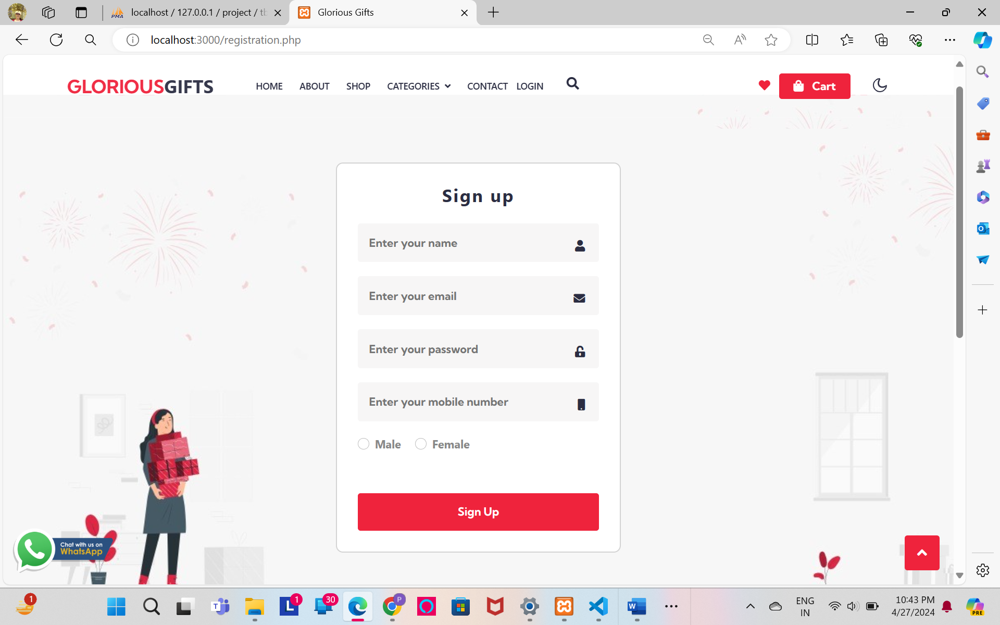 localhost / 127.0.0.1 / project / tb
Glorious Gifts
localhost:3000/registration.php
GLORIOUSGIFTS
HOME ABOUT SHOP CATEGORIES CONTACT LOGIN
Cart
Sign up
Enter your name
Enter your email
Enter your password
Enter your mobile number
Male Female
Sign Up
Chat with us on
WhatsApp
1
1
30
P
ENG
IN
10:43 PM
4/27/2024
PRE